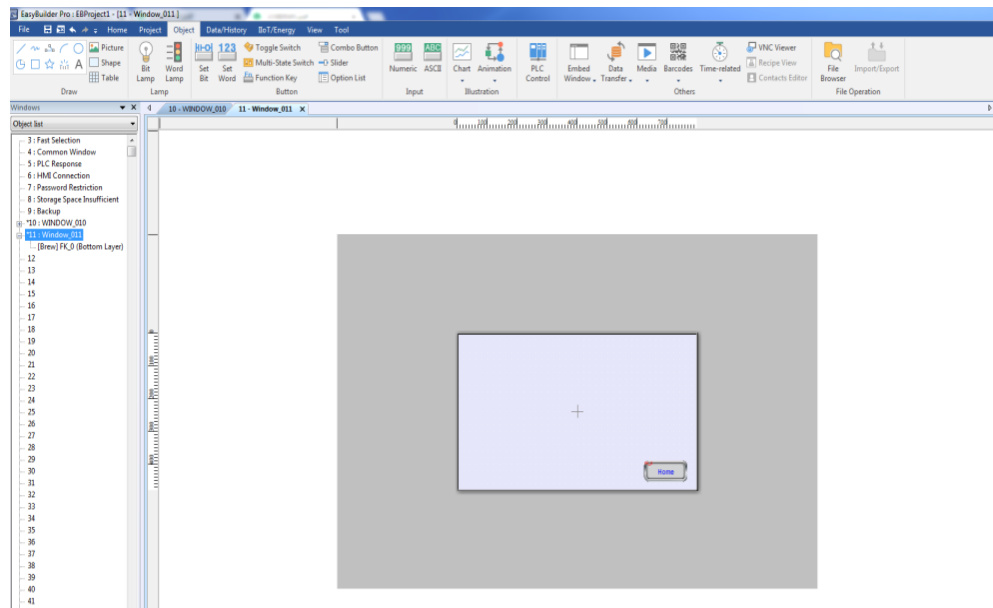 EasyBuilder Pro : EBProject1 - [11 - Window_011 ]
File Home Project Object Data/History IIoT/Energy View Tool
Picture
Shape
Table
Draw
Bit Lamp
Word Lamp
Lamp
Set Bit
Set Word
Toggle Switch
Multi-State Switch
Function Key
Combo Button
Slider
Option List
Button
999
Numeric
ABC
ASCII
Input
Chart
Animation
Illustration
PLC Control
Embed Window
Data Transfer
Media
Barcodes
Time-related
VNC Viewer
Recipe View
Contacts Editor
Others
File Browser
Import/Export
File Operation
Windows
10 - WINDOW_010
11 - Window_011
Object list
3 : Fast Selection
4 : Common Window
5 : PLC Response
6 : HMI Connection
7 : Password Restriction
8 : Storage Space Insufficient
9 : Backup
*10 : WINDOW_010
*11 : Window_011
[Brew] FK_0 (Bottom Layer)
12
13
14
15
16
17
18
19
20
21
22
23
24
25
26
27
28
29
30
31
32
33
34
35
36
37
38
39
40
41
Home